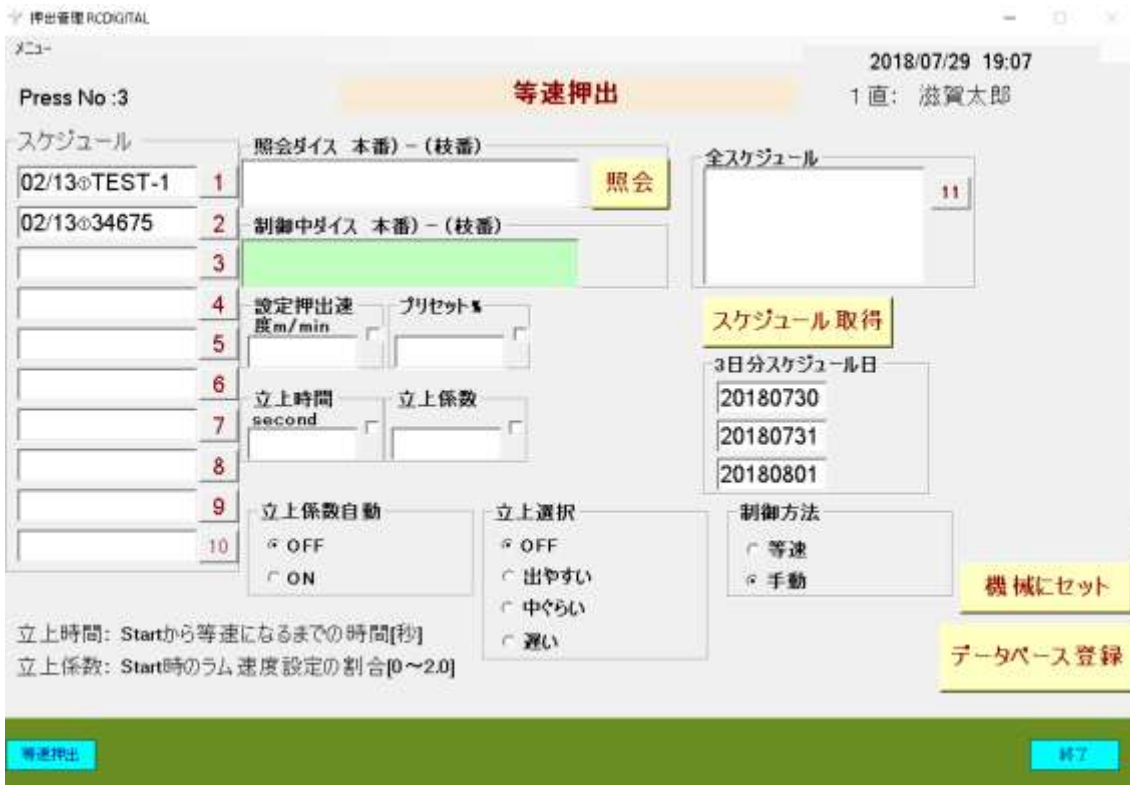 押出管理 RCDIGITAL
メニュー
2018/07/29 19:07
Press No :3
等速押出
1直: 滋賀太郎
スケジュール
照会ダイス 本番) - (枝番)
全スケジュール
02/13①TEST-1
1
照会
11
02/13①34675
2
制御中ダイス 本番) - (枝番)
3
4
設定押出速
度m/min
プリセット%
スケジュール取得
5
3日分スケジュール日
6
立上時間
second
立上係数
20180730
7
20180731
8
20180801
9
立上係数自動
立上選択
制御方法
10
OFF
OFF
等速
ON
出やすい
手動
機械にセット
中ぐらい
立上時間: Startから等速になるまでの時間[秒]
遅い
データベース登録
立上係数: Start時のラム速度設定の割合[0~2.0]
等速押出
終了